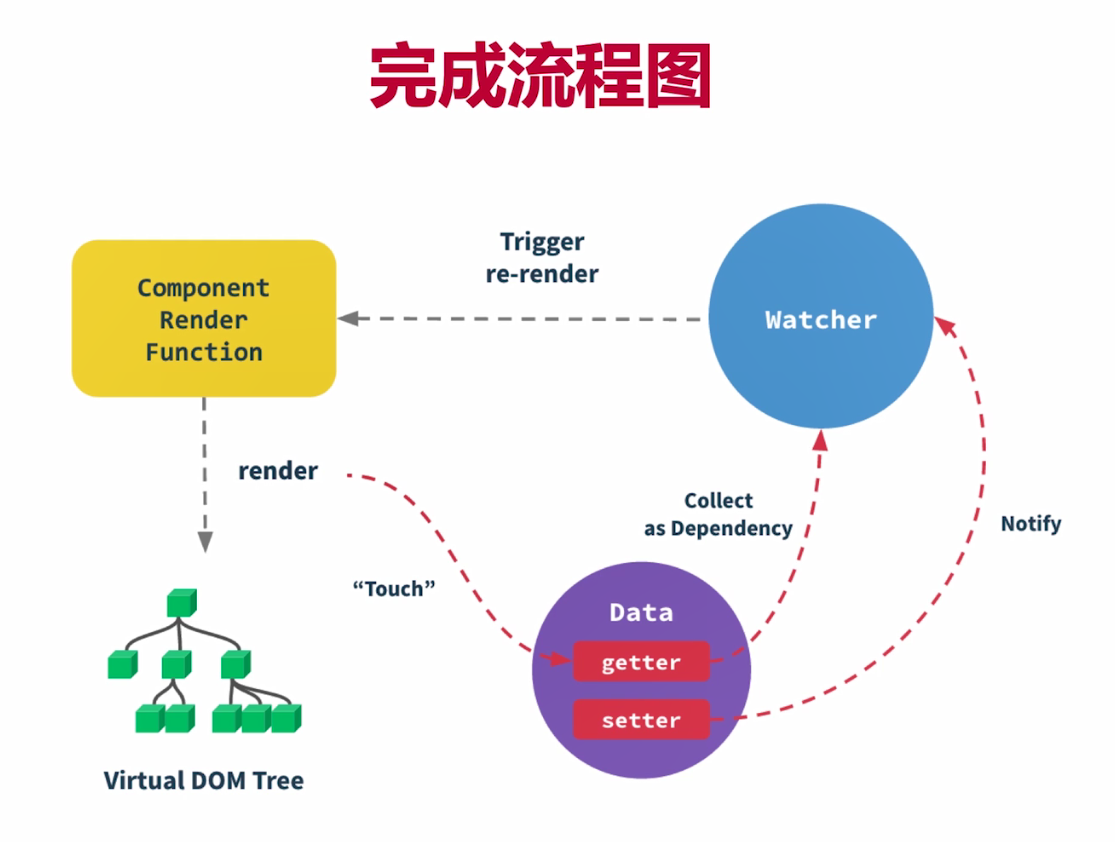 完成流程图
Trigger
re-render
Component
Render
Function
Watcher
render
Collect
as Dependency
Notify
“Touch”
Data
getter
setter
Virtual DOM Tree